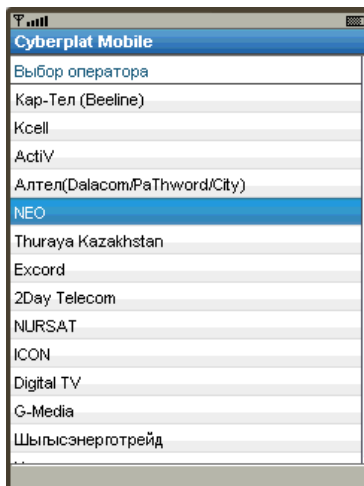 Cyberplat Mobile
Выбор оператора
Кар-Тел (Beeline)
Kcell
ActiV
Алтел(Dalacom/PaThword/City)
NEO
Thuraya Kazakhstan
Excord
2Day Telecom
NURSAT
ICON
Digital TV
G-Media
Шыгысэнерготрейд